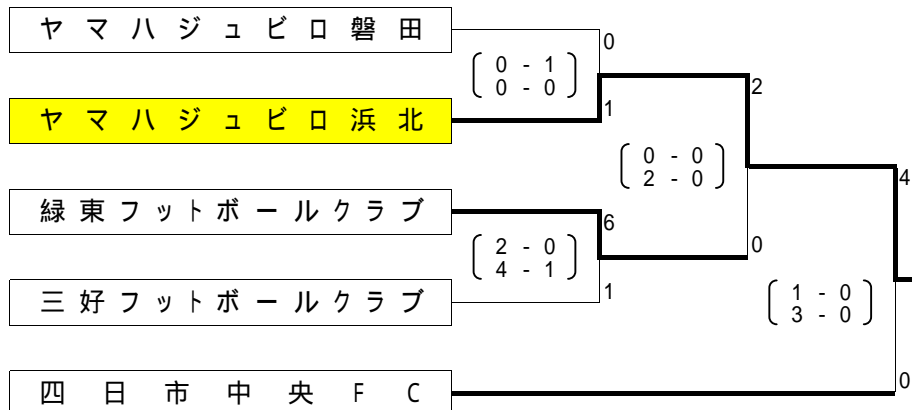 ヤマハジュビロ磐田
0
0 - 1
0 - 0
2
ヤマハジュビロ浜北
1
0 - 0
2 - 0
4
緑東フットボールクラブ
6
2 - 0
4 - 1
0
三好フットボールクラブ
1
1 - 0
3 - 0
四日市中央FC
0